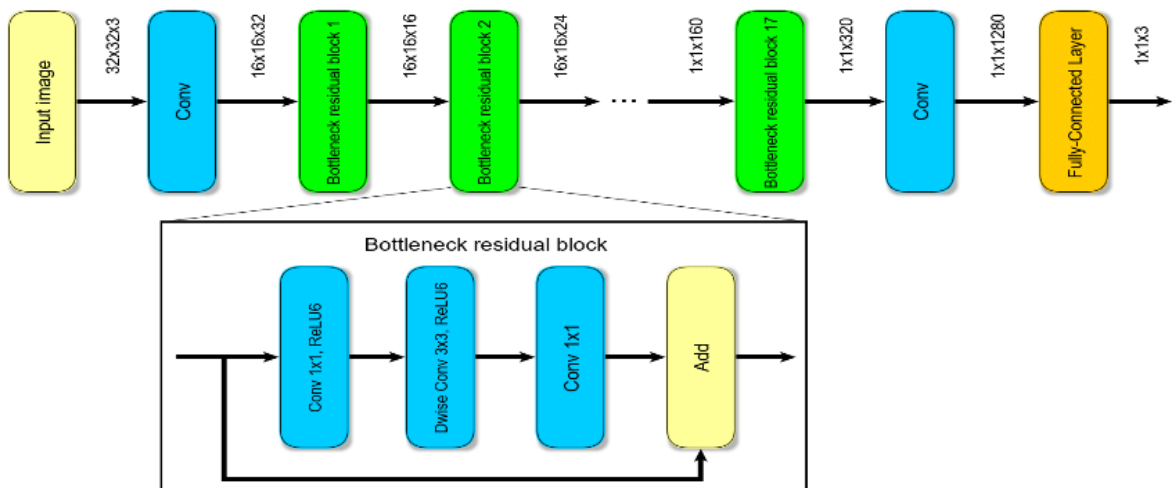 Input image
32x32x3
Conv
16x16x32
Bottleneck residual block 1
16x16x16
Bottleneck residual block 2
16x16x24
...
1x1x160
Bottleneck residual block 17
1x1x320
Conv
1x1x1280
Fully-Connected Layer
1x1x3
Bottleneck residual block
Conv 1x1, ReLU6
Dwise Conv 3x3, ReLU6
Conv 1x1
Add